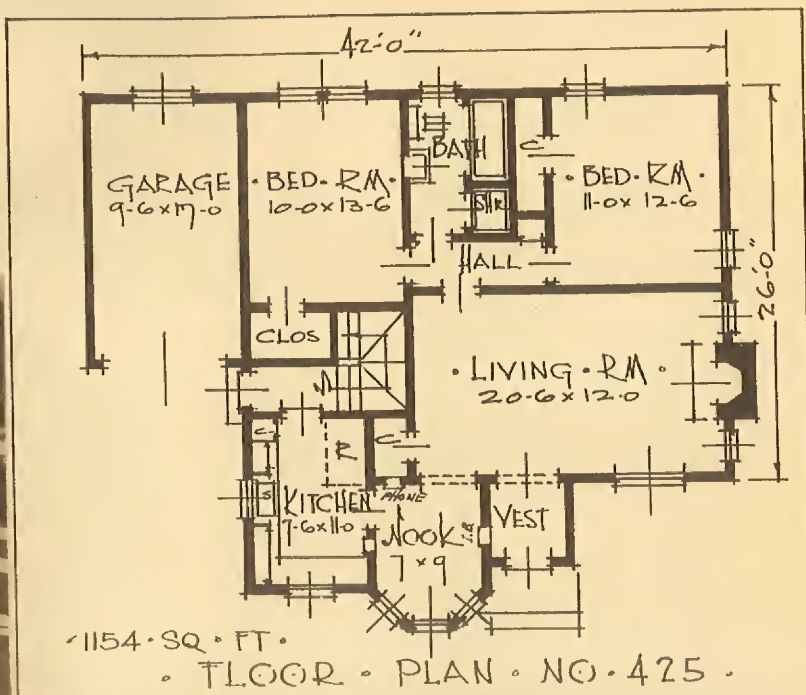 42'-0"
GARAGE
9-6x17-0
· BED · RM ·
10-0x13-6
BATH
C
· BED · RM ·
11-0x12-6
SHR
HALL
26'-0"
CLOS
· LIVING · RM ·
20-6x12-0
C
R
C
S
KITCHEN
7-6x11-0
PHONE
NOOK
7x9
VEST
· 1154 · SQ · FT ·
· FLOOR · PLAN · NO · 425 ·